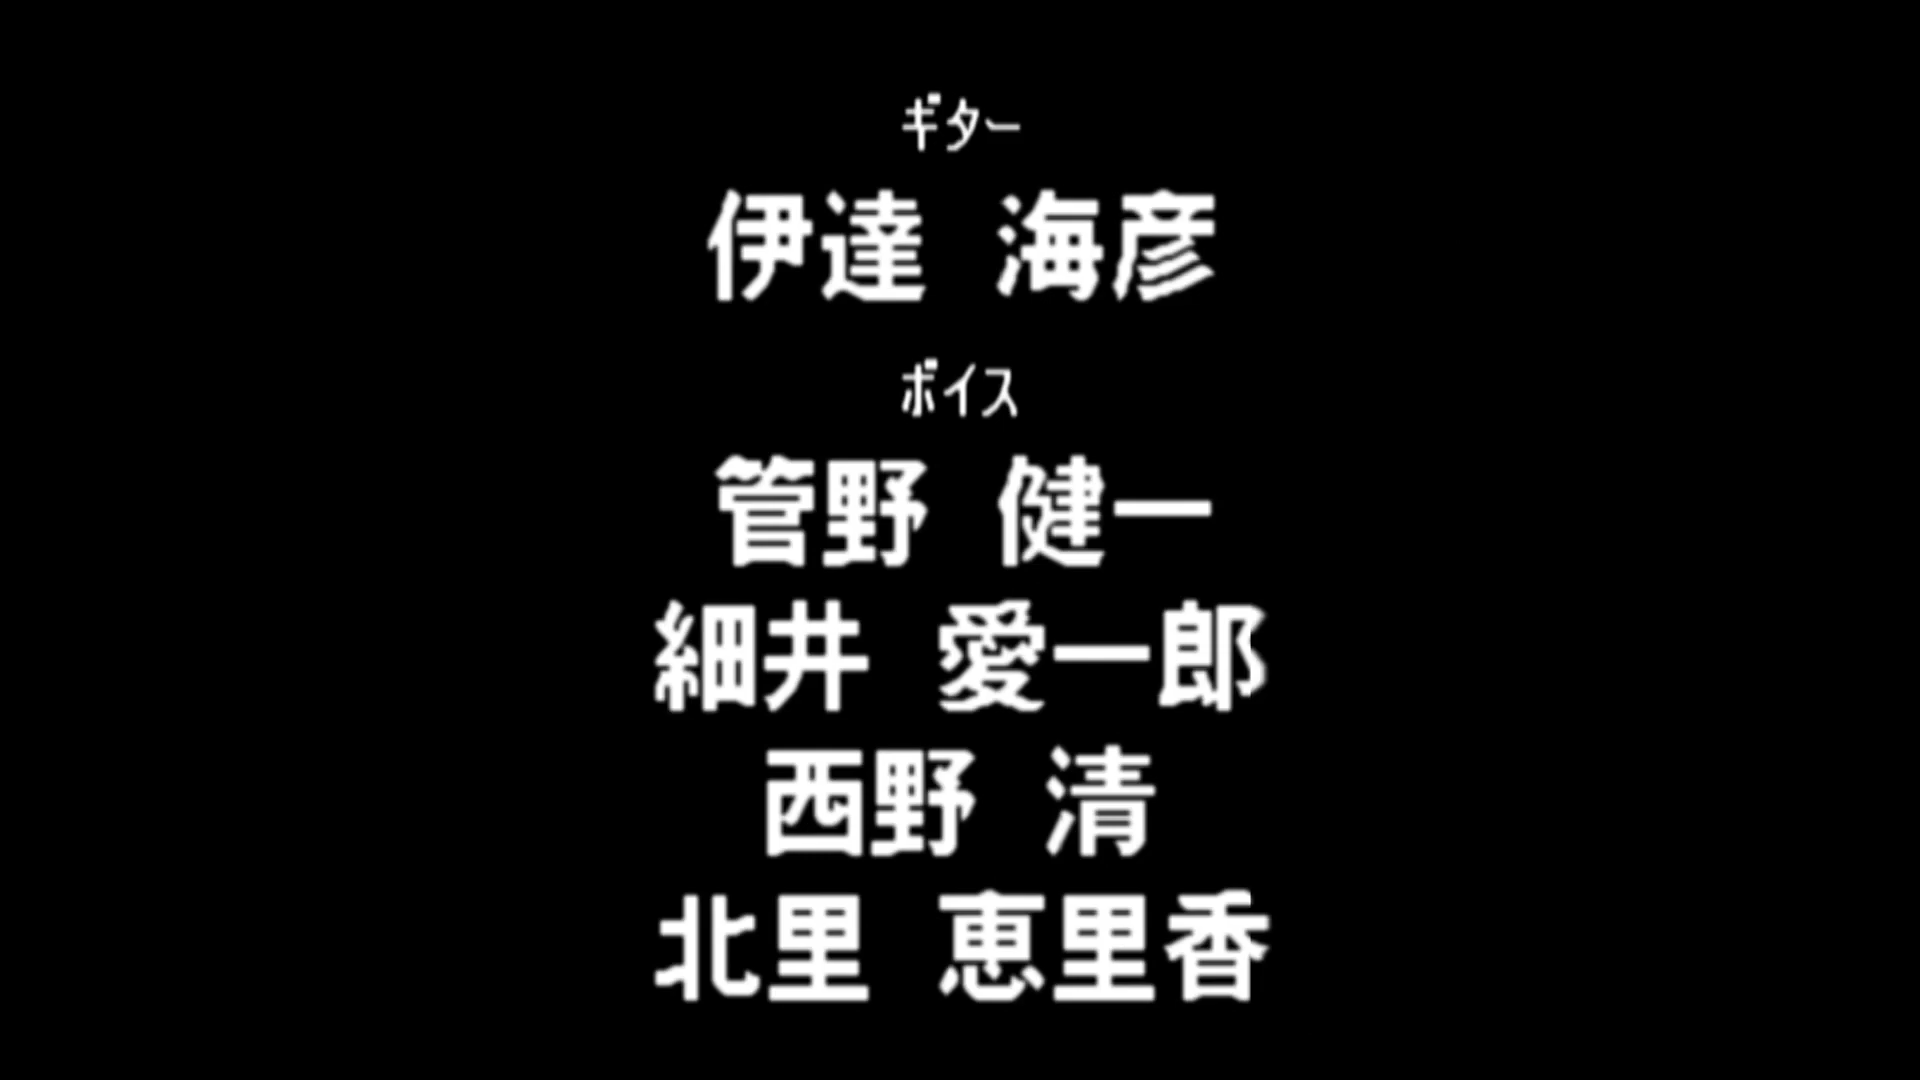 ギター
伊達 海彦
ボイス
管野 健一
細井 愛一郎
西野 清
北里 恵里香